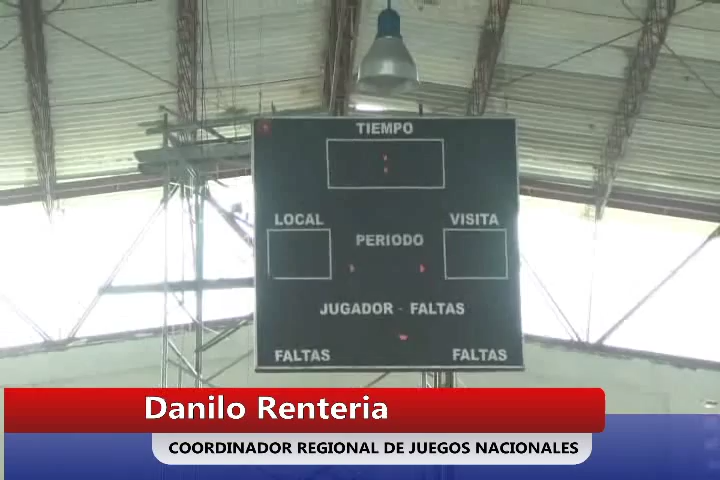 TIEMPO
LOCAL
VISITA
PERIODO
JUGADOR - FALTAS
FALTAS
FALTAS
Danilo Renteria
COORDINADOR REGIONAL DE JUEGOS NACIONALES